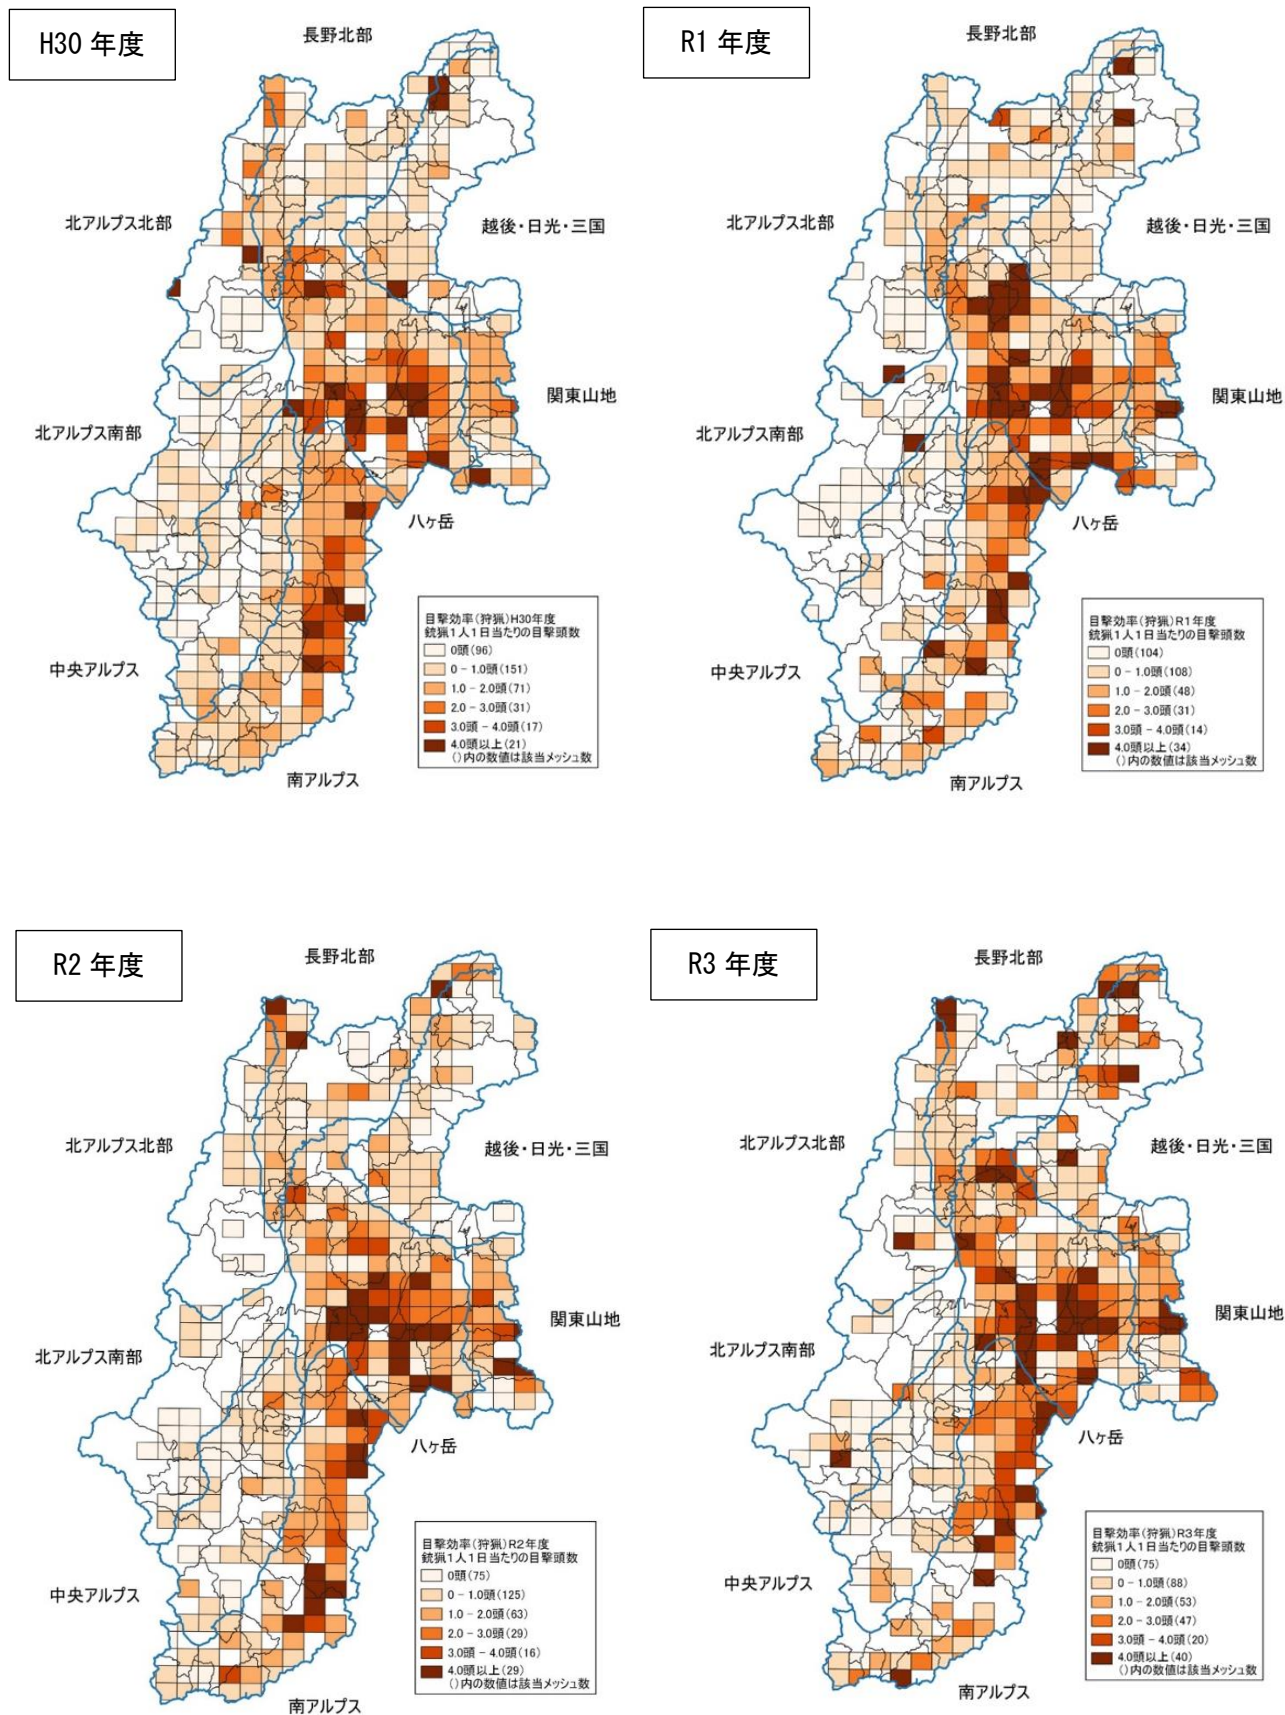 H30 年度
長野北部
北アルプス北部
越後・日光・三国
関東山地
北アルプス南部
八ヶ岳
中央アルプス
南アルプス
目撃効率(狩猟)H30年度
銃猟1人1日当たりの目撃頭数
0頭(96)
0 - 1.0頭(151)
1.0 - 2.0頭(71)
2.0 - 3.0頭(31)
3.0頭 - 4.0頭(17)
4.0頭以上(21)
()内の数値は該当メッシュ数
R1 年度
長野北部
北アルプス北部
越後・日光・三国
関東山地
北アルプス南部
八ヶ岳
中央アルプス
南アルプス
目撃効率(狩猟)R1年度
銃猟1人1日当たりの目撃頭数
0頭(104)
0 - 1.0頭(108)
1.0 - 2.0頭(48)
2.0 - 3.0頭(31)
3.0頭 - 4.0頭(14)
4.0頭以上(34)
()内の数値は該当メッシュ数
R2 年度
長野北部
北アルプス北部
越後・日光・三国
関東山地
北アルプス南部
八ヶ岳
中央アルプス
南アルプス
目撃効率(狩猟)R2年度
銃猟1人1日当たりの目撃頭数
0頭(75)
0 - 1.0頭(125)
1.0 - 2.0頭(63)
2.0 - 3.0頭(29)
3.0頭 - 4.0頭(16)
4.0頭以上(29)
()内の数値は該当メッシュ数
R3 年度
長野北部
北アルプス北部
越後・日光・三国
関東山地
北アルプス南部
八ヶ岳
中央アルプス
南アルプス
目撃効率(狩猟)R3年度
銃猟1人1日当たりの目撃頭数
0頭(75)
0 - 1.0頭(88)
1.0 - 2.0頭(53)
2.0 - 3.0頭(47)
3.0頭 - 4.0頭(20)
4.0頭以上(40)
()内の数値は該当メッシュ数